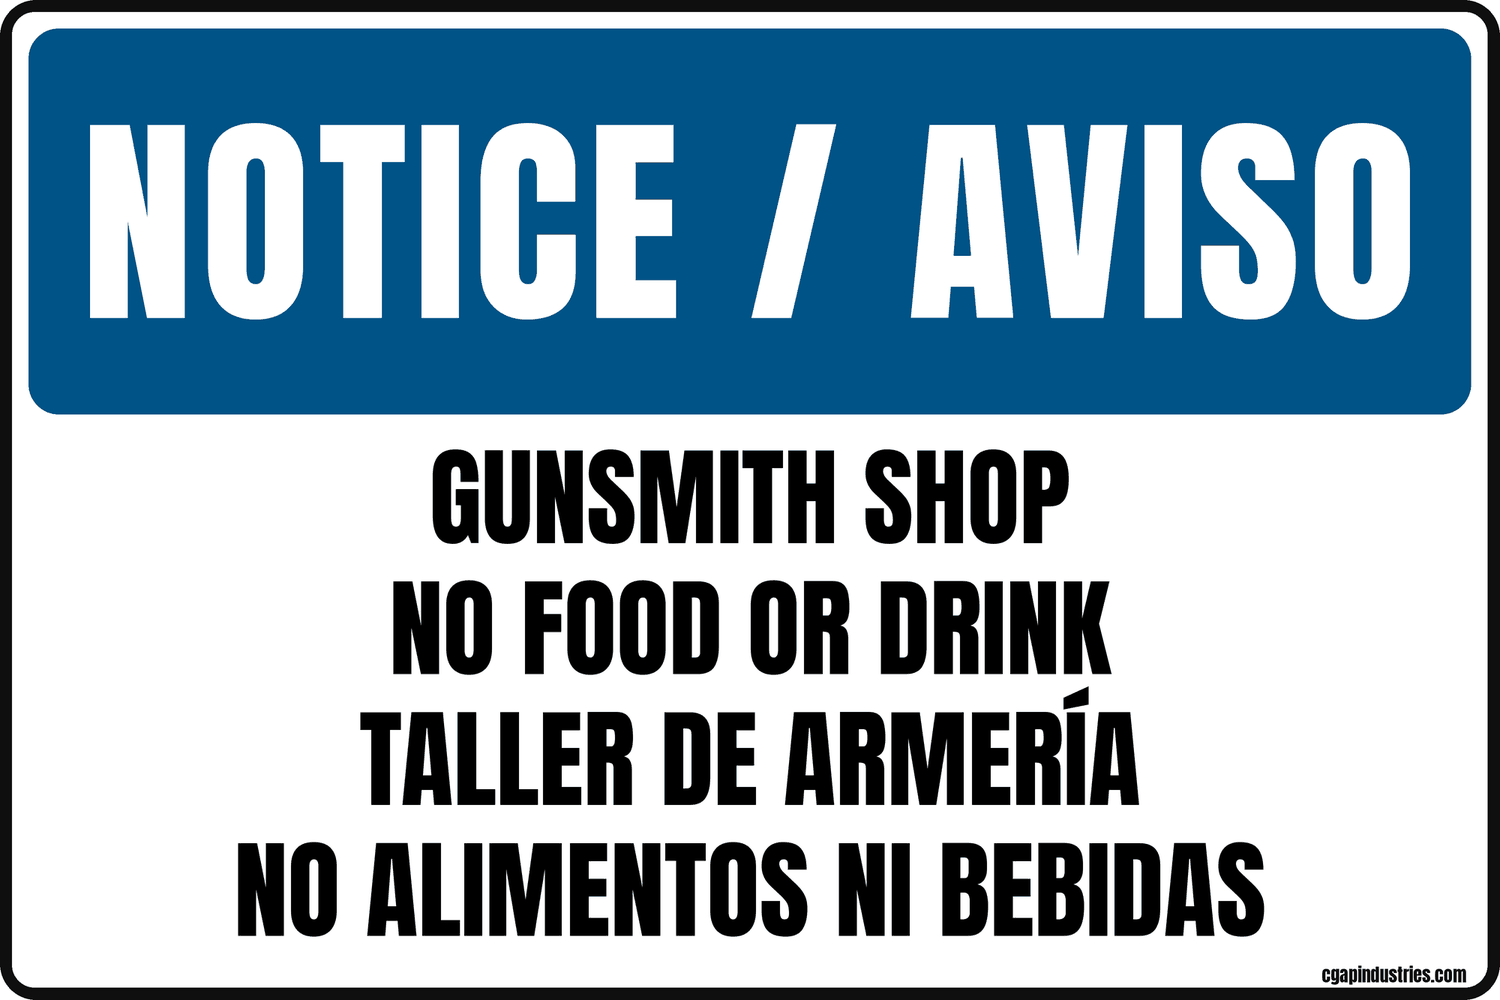 NOTICE / AVISO
GUNSMITH SHOP
NO FOOD OR DRINK
TALLER DE ARMERÍA
NO ALIMENTOS NI BEBIDAS
cgapindustries.com